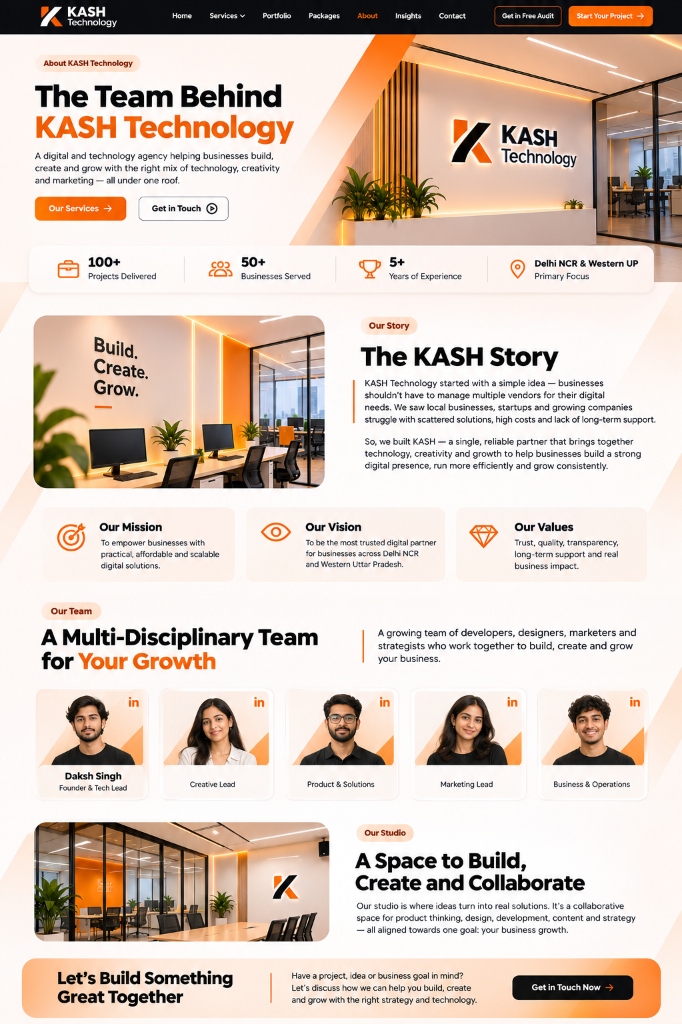 KASH
Technology
Home
Services
Portfolio
Packages
About
Insights
Contact
Get in Free Audit
Start Your Project →
About KASH Technology
The Team Behind
KASH Technology
A digital and technology agency helping businesses build,
create and grow with the right mix of technology, creativity
and marketing — all under one roof.
Our Services →
Get in Touch
KASH
Technology
100+
Projects Delivered
50+
Businesses Served
5+
Years of Experience
Delhi NCR & Western UP
Primary Focus
Build.
Create.
Grow.
Our Story
The KASH Story
KASH Technology started with a simple idea — businesses
shouldn't have to manage multiple vendors for their digital
needs. We saw local businesses, startups and growing companies
struggle with scattered solutions, high costs and lack of long-term support.
So, we built KASH — a single, reliable partner that brings together
technology, creativity and growth to help businesses build a strong
digital presence, run more efficiently and grow consistently.
Our Mission
To empower businesses with
practical, affordable and scalable
digital solutions.
Our Vision
To be the most trusted digital partner
for businesses across Delhi NCR
and Western Uttar Pradesh.
Our Values
Trust, quality, transparency,
long-term support and real
business impact.
Our Team
A Multi-Disciplinary Team
for Your Growth
A growing team of developers, designers, marketers and
strategists who work together to build, create and grow
your business.
in
Daksh Singh
Founder & Tech Lead
in
Creative Lead
in
Product & Solutions
in
Marketing Lead
in
Business & Operations
Our Studio
A Space to Build,
Create and Collaborate
Our studio is where ideas turn into real solutions. It's a collaborative
space for product thinking, design, development, content and strategy
— all aligned towards one goal: your business growth.
Let's Build Something
Great Together
Have a project, idea or business goal in mind?
Let's discuss how we can help you build, create
and grow with the right strategy and technology.
Get in Touch Now →